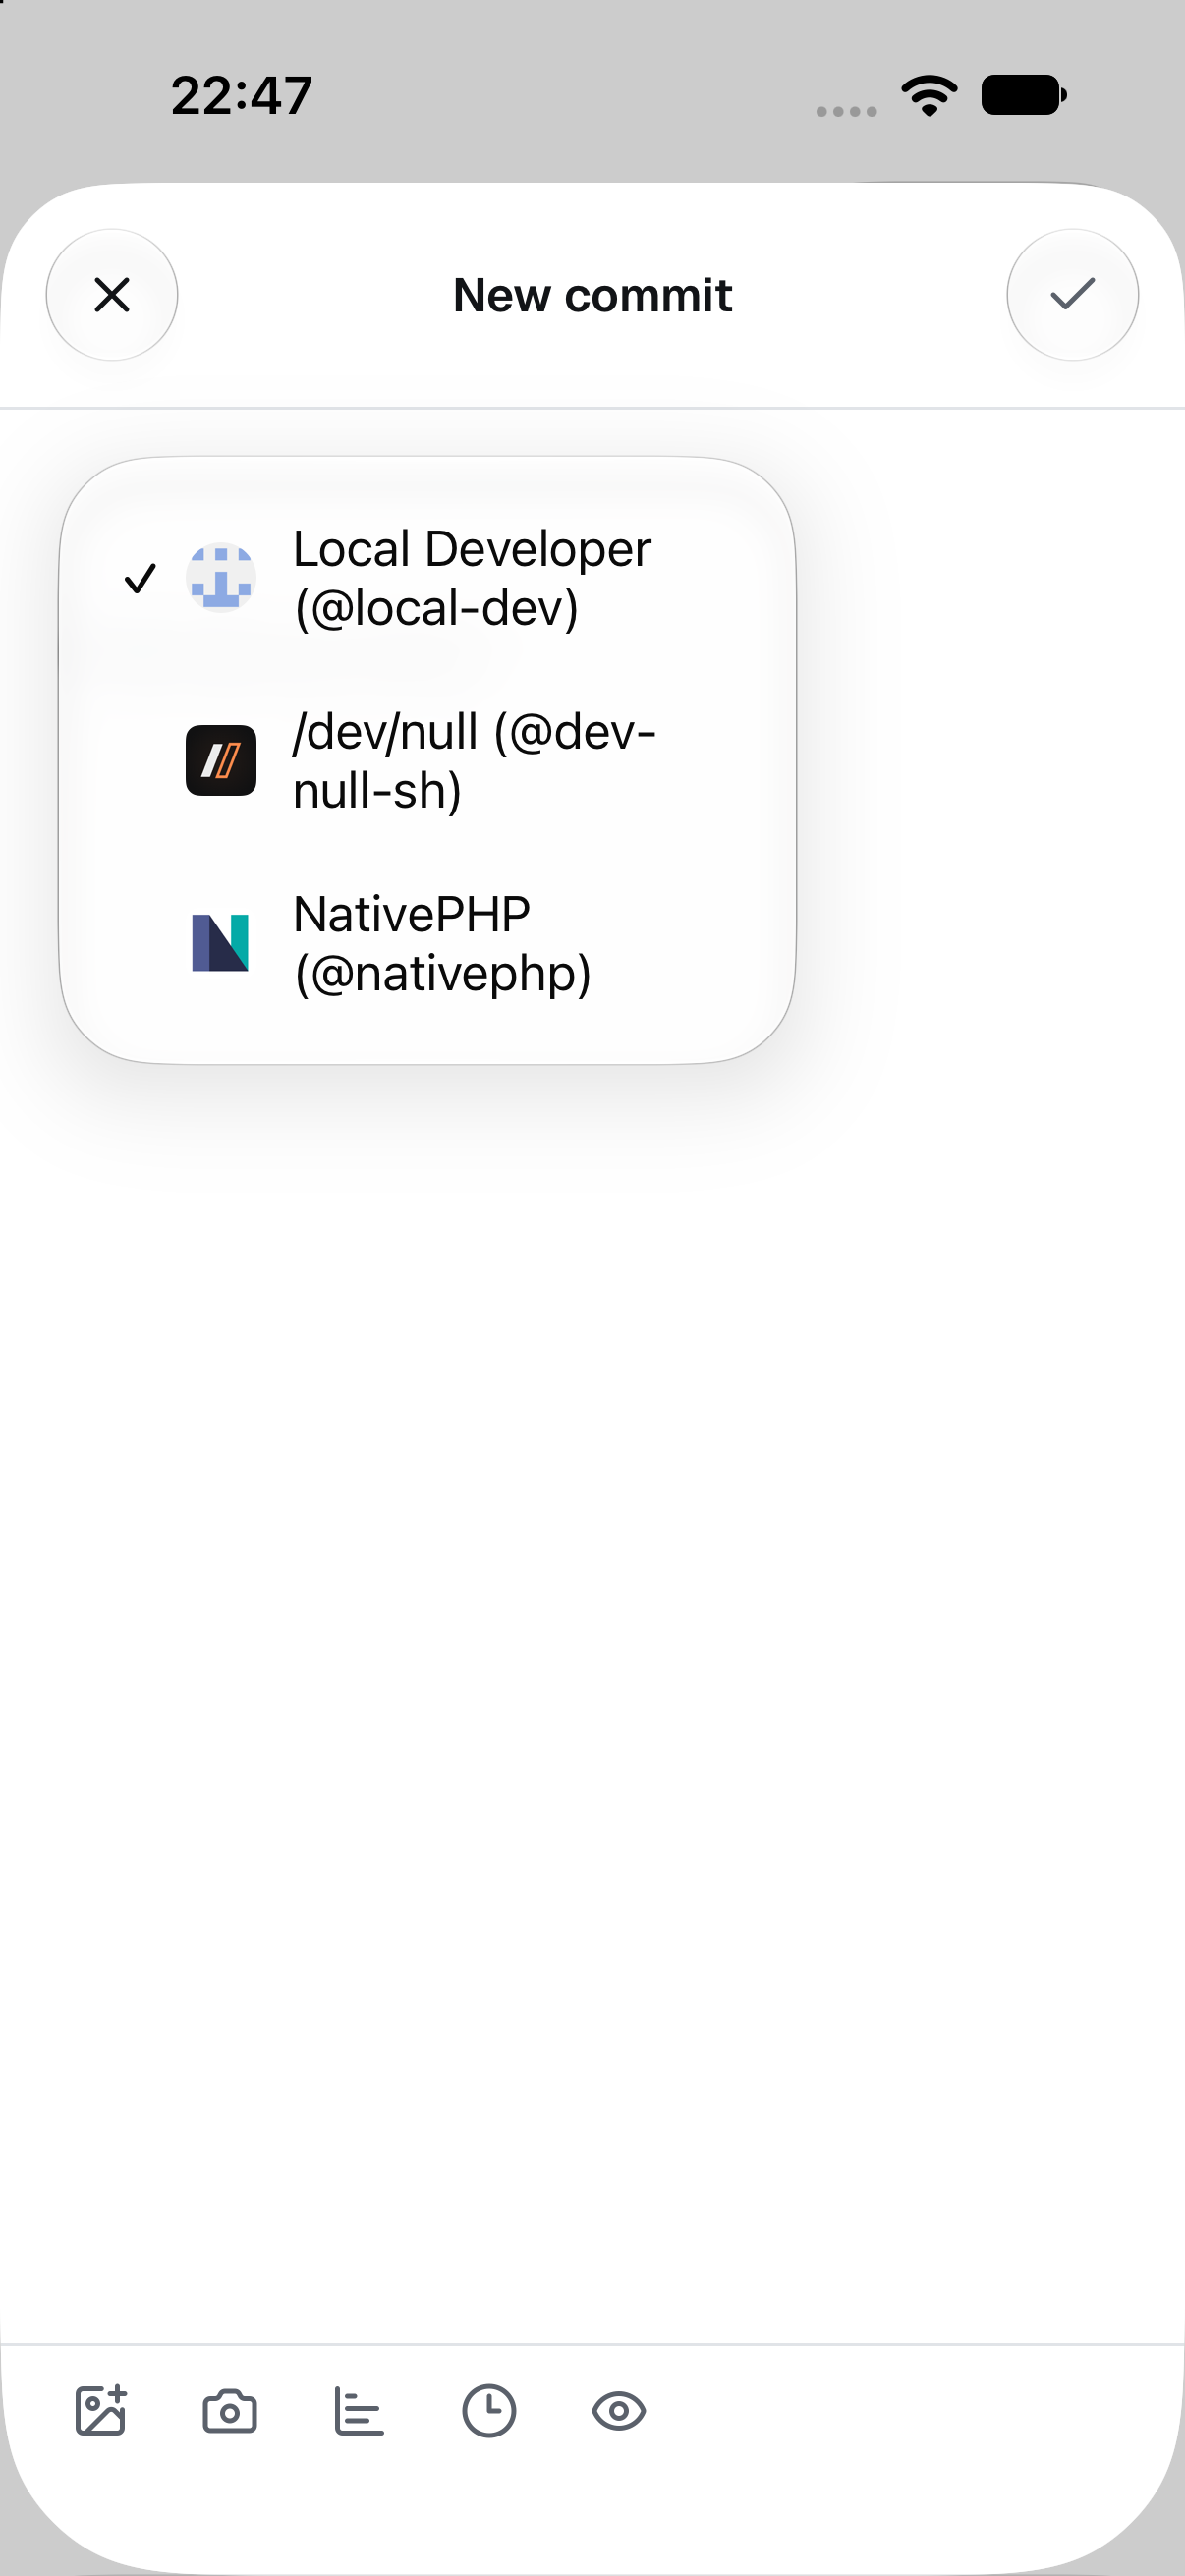 22:47
New commit
Local Developer
(@local-dev)
/dev/null (@dev-
null-sh)
NativePHP
(@nativephp)